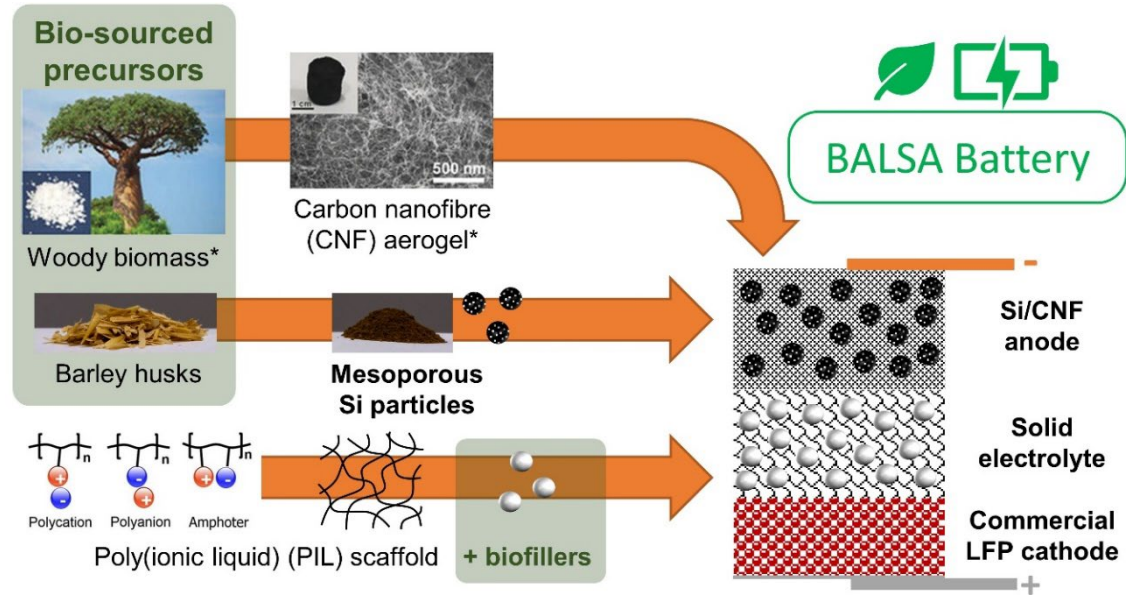 Bio-sourced
precursors
Woody biomass*
Barley husks
1 cm
500 nm
Carbon nanofibre
(CNF) aerogel*
Mesoporous
Si particles
BALSA Battery
-
Si/CNF
anode
Solid
electrolyte
Commercial
LFP cathode
+
n
n
n
+
-
-
+
+
-
Polycation
Polyanion
Amphoter
Poly(ionic liquid) (PIL) scaffold
+ biofillers